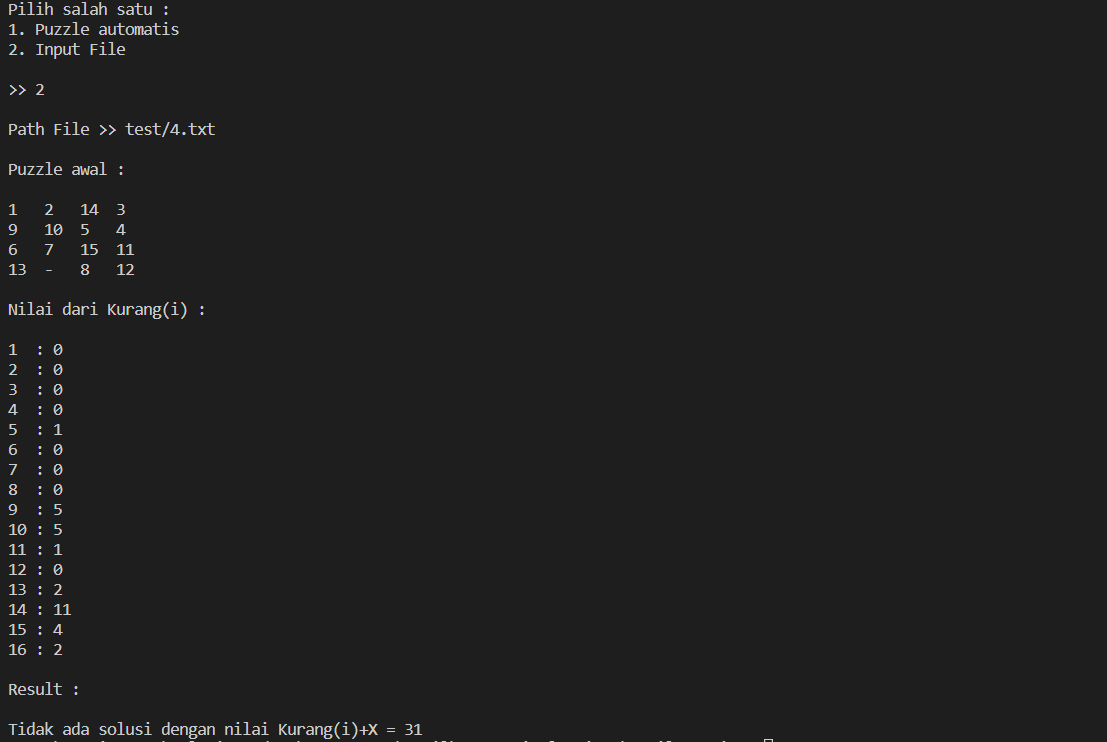 Pilih salah satu :
1. Puzzle automatis
2. Input File
>> 2
Path File >> test/4.txt
Puzzle awal :
1 2 14 3
9 10 5 4
6 7 15 11
13 - 8 12
Nilai dari Kurang(i) :
1 : 0
2 : 0
3 : 0
4 : 0
5 : 1
6 : 0
7 : 0
8 : 0
9 : 5
10 : 5
11 : 1
12 : 0
13 : 2
14 : 11
15 : 4
16 : 2
Result :
Tidak ada solusi dengan nilai Kurang(i)+X = 31